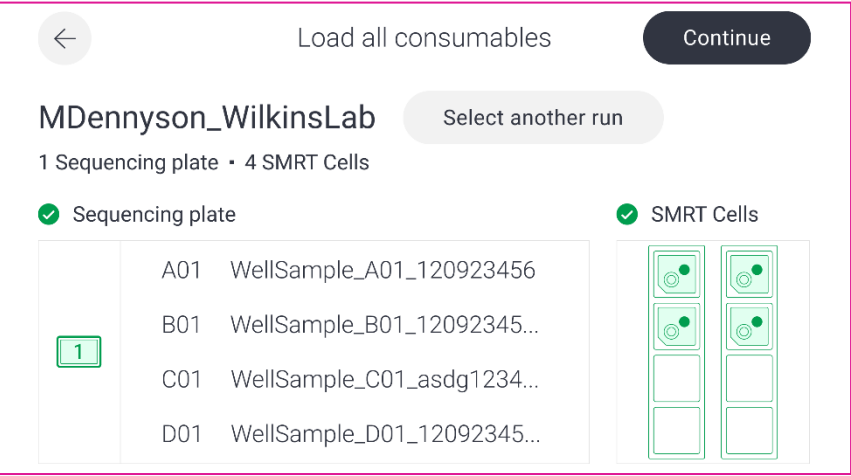 Load all consumables
Continue
MDennyson_WilkinsLab
Select another run
1 Sequencing plate • 4 SMRT Cells
Sequencing plate
SMRT Cells
1
A01 WellSample_A01_120923456
B01 WellSample_B01_12092345...
C01 WellSample_C01_asdg1234...
D01 WellSample_D01_12092345...